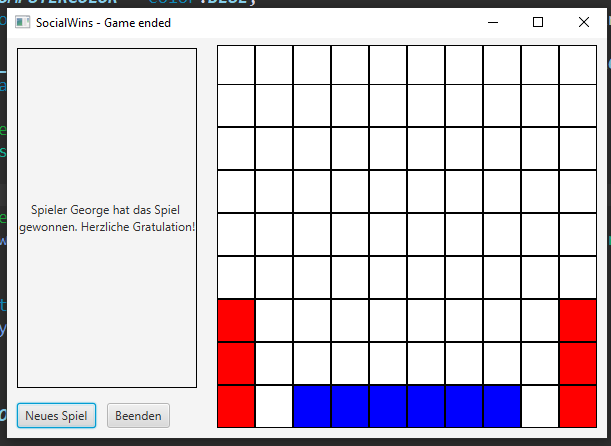 SocialWins - Game ended
Spieler George hat das Spiel
gewonnen. Herzliche Gratulation!
Neues Spiel
Beenden